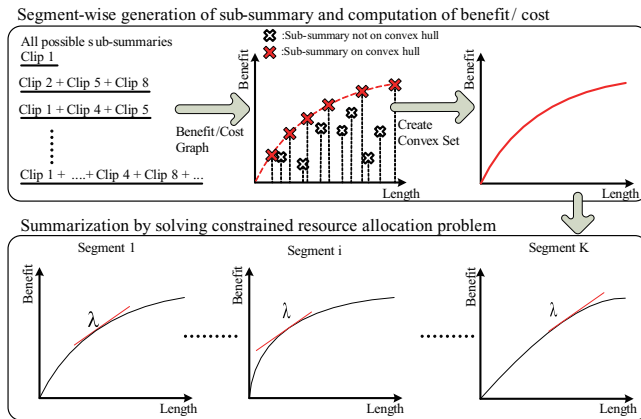 Segment-wise generation of sub-summary and computation of benefit/ cost
All possible sub-summaries
Clip 1
Clip 2 + Clip 5 + Clip 8
Clip 1 + Clip 4 + Clip 5
Clip 1 + ....+ Clip 4 + Clip 8 + ...
Benefit/Cost
Graph
:Sub-summary not on convex hull
:Sub-summary on convex hull
Benefit
Length
Create
Convex Set
Benefit
Length
Summarization by solving constrained resource allocation problem
Segment 1
Benefit
λ
Length
Segment i
Benefit
λ
Length
Segment K
Benefit
λ
Length